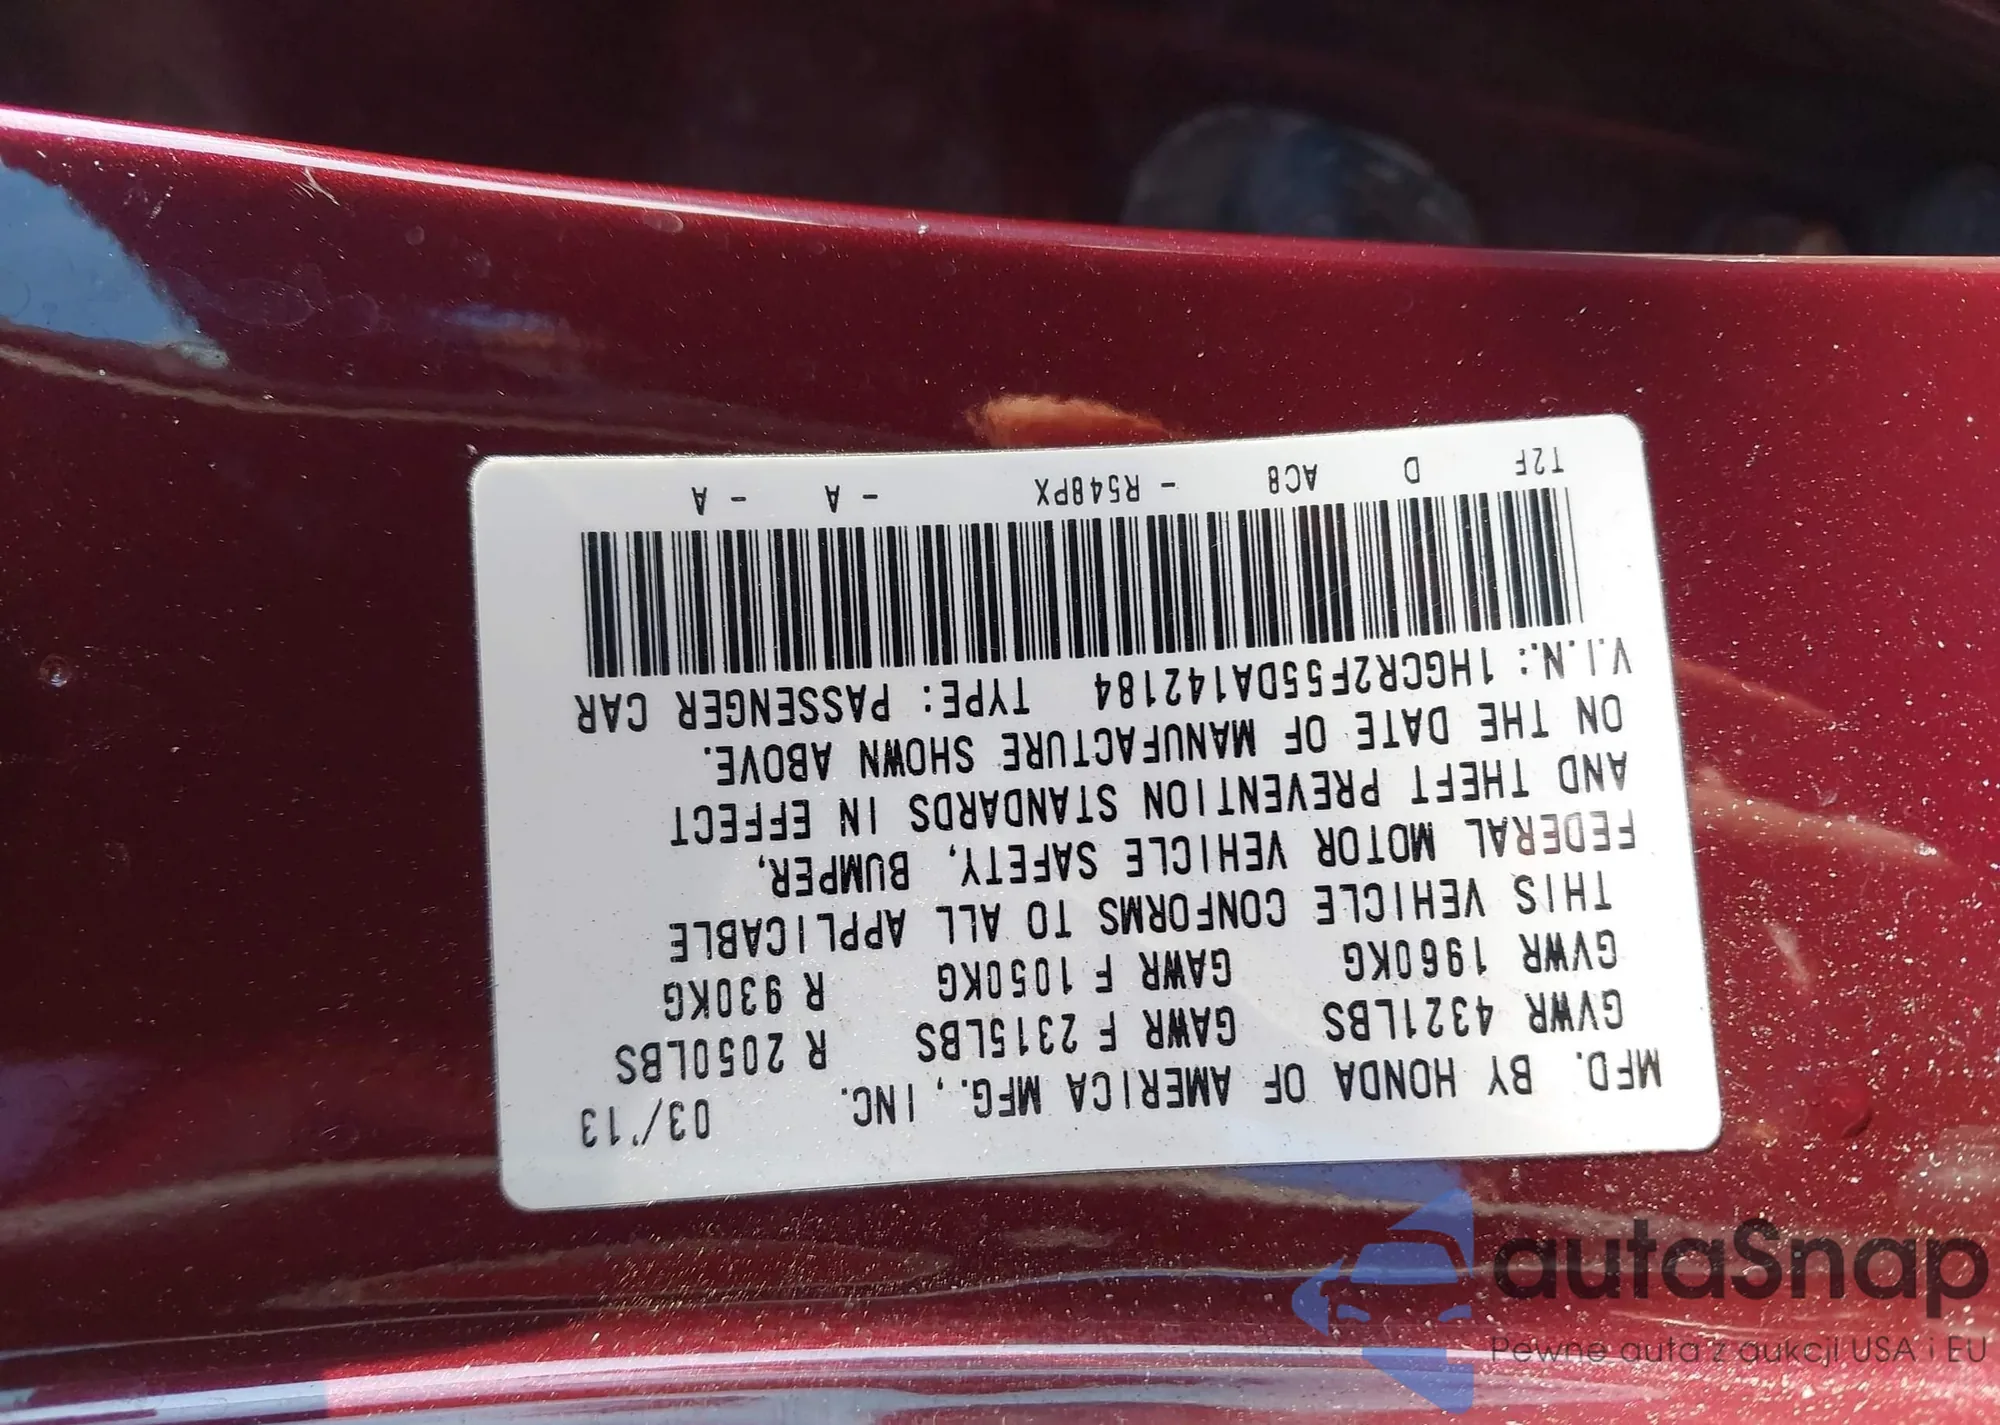 MFD. BY HONDA OF AMERICA MFG., INC. 03/'13
GVWR 4321LBS GAWR F 2315LBS R 2050LBS
GVWR 1960KG GAWR F 1050KG R 930KG
THIS VEHICLE CONFORMS TO ALL APPLICABLE
FEDERAL MOTOR VEHICLE SAFETY, BUMPER,
AND THEFT PREVENTION STANDARDS IN EFFECT
ON THE DATE OF MANUFACTURE SHOWN ABOVE.
V.I.N.: 1HGCR2F55DA142184 TYPE: PASSENGER CAR
T2F D AC8 - R548PX - A - A
autaSnap
Pewne auta z aukcji USA i EU